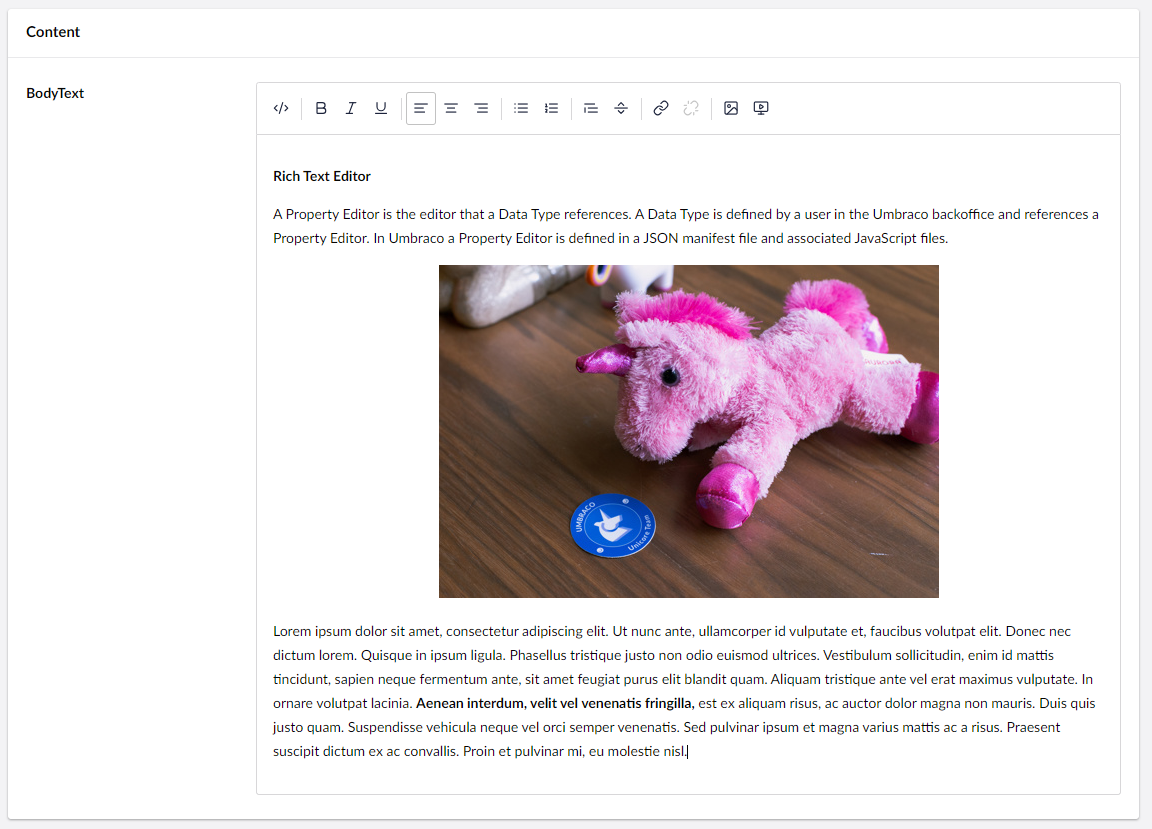 Content
BodyText
Rich Text Editor
A Property Editor is the editor that a Data Type references. A Data Type is defined by a user in the Umbraco backoffice and references a
Property Editor. In Umbraco a Property Editor is defined in a JSON manifest file and associated JavaScript files.
AURORA
UMBRACO
Unicore Team
Lorem ipsum dolor sit amet, consectetur adipiscing elit. Ut nunc ante, ullamcorper id vulputate et, faucibus volutpat elit. Donec nec
dictum lorem. Quisque in ipsum ligula. Phasellus tristique justo non odio euismod ultrices. Vestibulum sollicitudin, enim id mattis
tincidunt, sapien neque fermentum ante, sit amet feugiat purus elit blandit quam. Aliquam tristique ante vel erat maximus vulputate. In
ornare volutpat lacinia. Aenean interdum, velit vel venenatis fringilla, est ex aliquam risus, ac auctor dolor magna non mauris. Duis quis
justo quam. Suspendisse vehicula neque vel orci semper venenatis. Sed pulvinar ipsum et magna varius mattis ac a risus. Praesent
suscipit dictum ex ac convallis. Proin et pulvinar mi, eu molestie nisl.